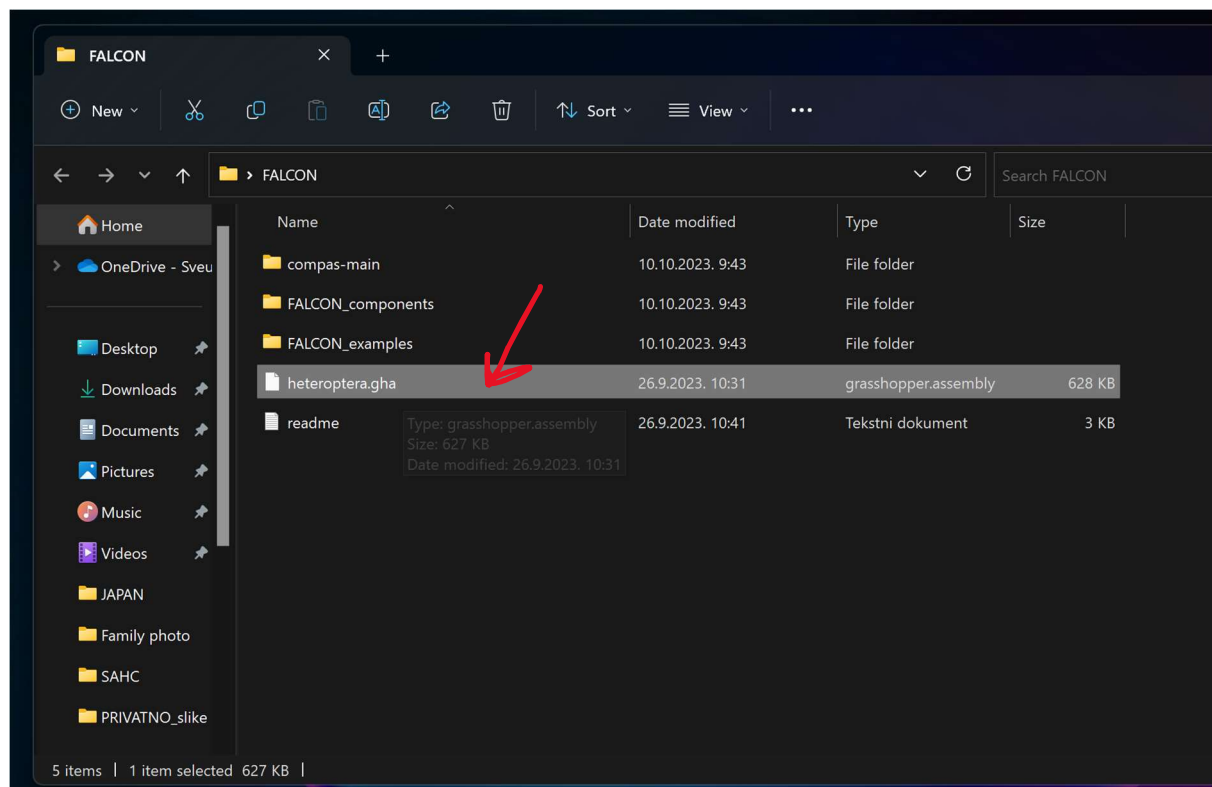 FALCON
New
Sort
View
FALCON
Search FALCON
Home
OneDrive - Sveu
Desktop
Downloads
Documents
Pictures
Music
Videos
JAPAN
Family photo
SAHC
PRIVATNO_slike
Name Date modified Type Size
compas-main 10.10.2023. 9:43 File folder
FALCON_components 10.10.2023. 9:43 File folder
FALCON_examples 10.10.2023. 9:43 File folder
heteroptera.gha 26.9.2023. 10:31 grasshopper.assembly 628 KB
readme 26.9.2023. 10:41 Tekstni dokument 3 KB
Type: grasshopper.assembly
Size: 627 KB
Date modified: 26.9.2023. 10:31
5 items 1 item selected 627 KB